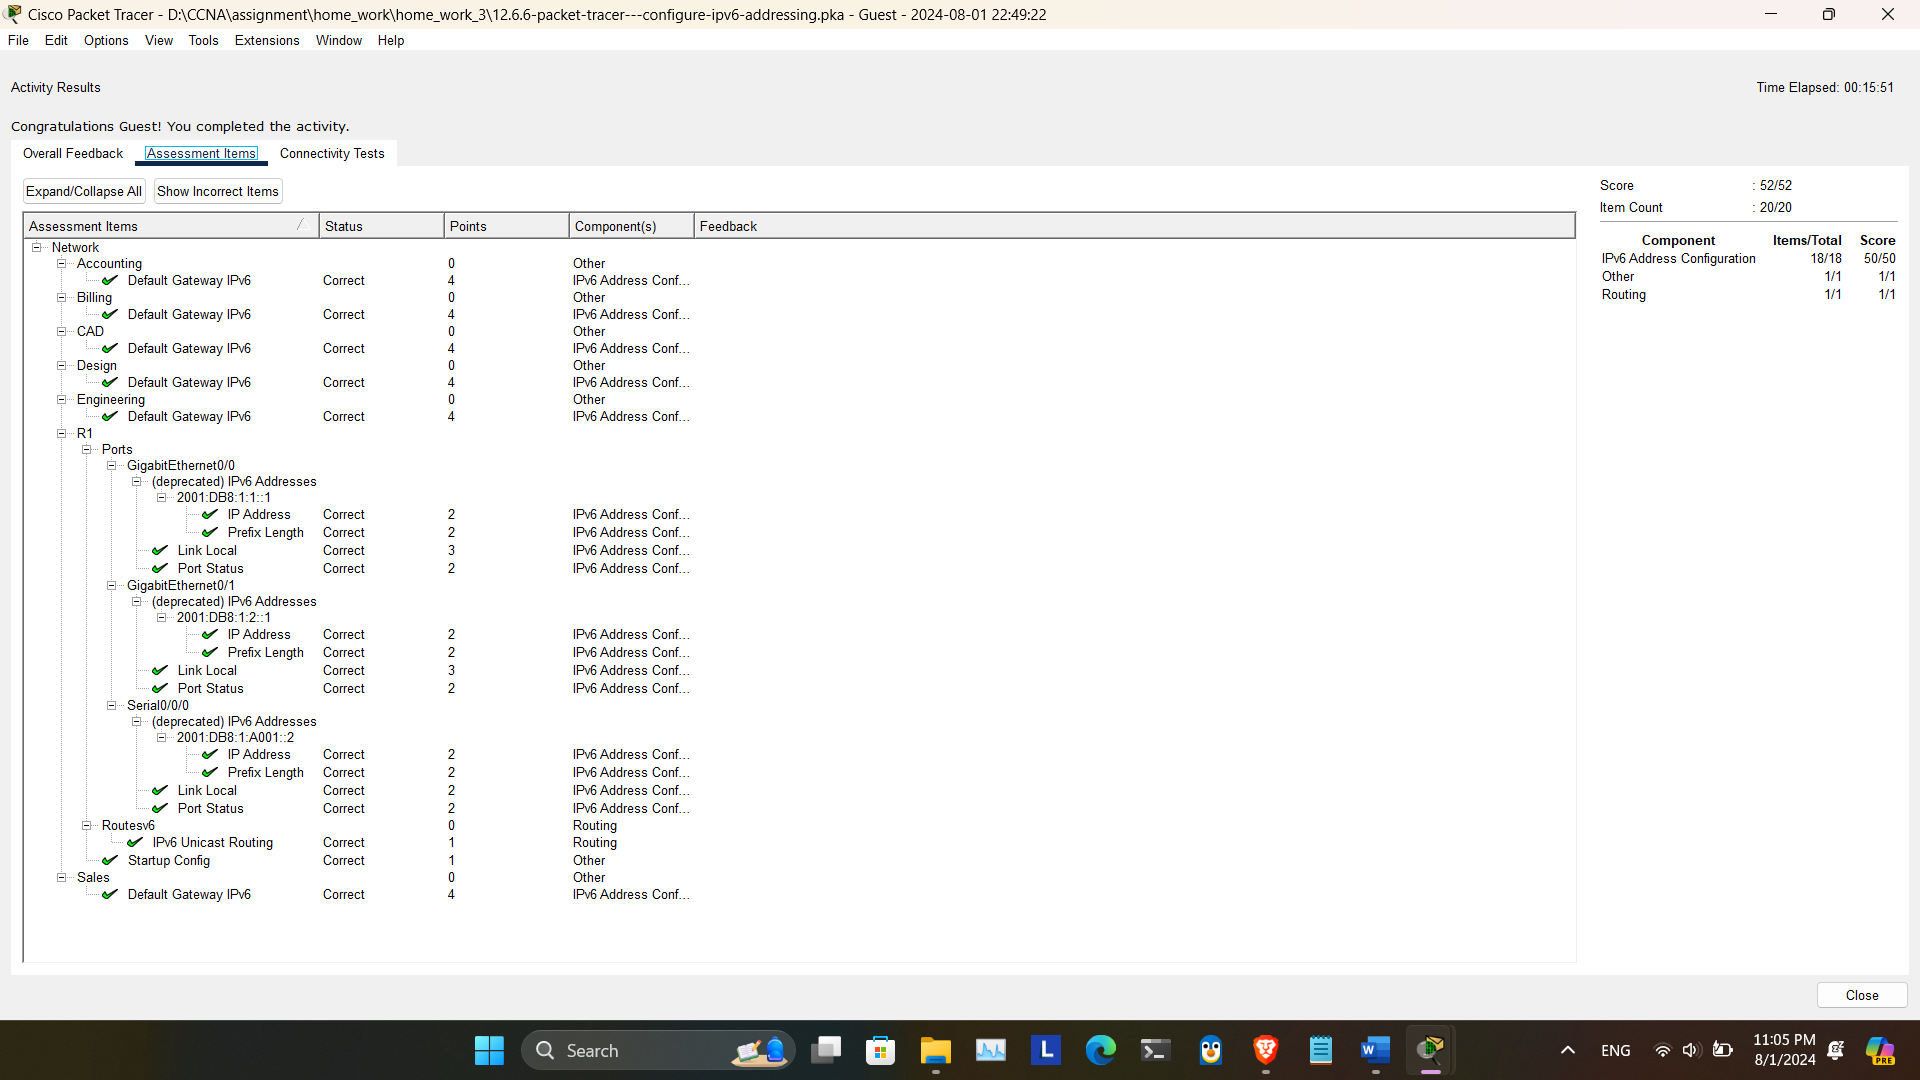 Cisco Packet Tracer - D:\CCNA\assignment\home_work\home_work_3\12.6.6-packet-tracer---configure-ipv6-addressing.pka - Guest - 2024-08-01 22:49:22
File Edit Options View Tools Extensions Window Help
Activity Results
Time Elapsed: 00:15:51
Congratulations Guest! You completed the activity.
Overall Feedback Assessment Items Connectivity Tests
Expand/Collapse All Show Incorrect Items
Assessment Items Status Points Component(s) Feedback
Network
Accounting 0 Other
Default Gateway IPv6 Correct 4 IPv6 Address Conf...
Billing 0 Other
Default Gateway IPv6 Correct 4 IPv6 Address Conf...
CAD 0 Other
Default Gateway IPv6 Correct 4 IPv6 Address Conf...
Design 0 Other
Default Gateway IPv6 Correct 4 IPv6 Address Conf...
Engineering 0 Other
Default Gateway IPv6 Correct 4 IPv6 Address Conf...
R1
Ports
GigabitEthernet0/0
(deprecated) IPv6 Addresses
2001:DB8:1:1::1
IP Address Correct 2 IPv6 Address Conf...
Prefix Length Correct 2 IPv6 Address Conf...
Link Local Correct 3 IPv6 Address Conf...
Port Status Correct 2 IPv6 Address Conf...
GigabitEthernet0/1
(deprecated) IPv6 Addresses
2001:DB8:1:2::1
IP Address Correct 2 IPv6 Address Conf...
Prefix Length Correct 2 IPv6 Address Conf...
Link Local Correct 3 IPv6 Address Conf...
Port Status Correct 2 IPv6 Address Conf...
Serial0/0/0
(deprecated) IPv6 Addresses
2001:DB8:1:A001::2
IP Address Correct 2 IPv6 Address Conf...
Prefix Length Correct 2 IPv6 Address Conf...
Link Local Correct 2 IPv6 Address Conf...
Port Status Correct 2 IPv6 Address Conf...
Routesv6 0 Routing
IPv6 Unicast Routing Correct 1 Routing
Startup Config Correct 1 Other
Sales 0 Other
Default Gateway IPv6 Correct 4 IPv6 Address Conf...
Score : 52/52
Item Count : 20/20
Component Items/Total Score
IPv6 Address Configuration 18/18 50/50
Other 1/1 1/1
Routing 1/1 1/1
Close
Search
L
W
ENG
11:05 PM
8/1/2024
PRE